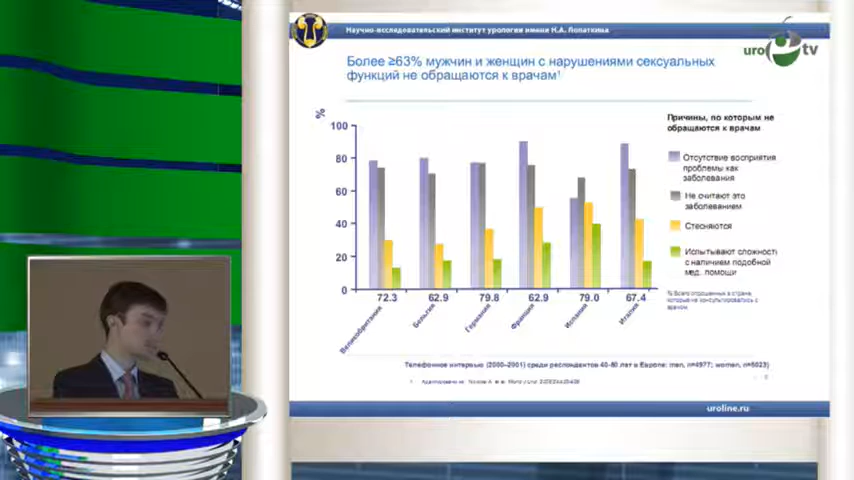 Научно-исследовательский институт урологии имени Н.А. Лопаткина
uro tv
Более ≥63% мужчин и женщин с нарушениями сексуальных
функций не обращаются к врачам¹
%
100
80
60
40
20
0
72.3
62.9
79.8
62.9
79.0
67.4
Великобритания
Бельгия
Германия
Франция
Испания
Италия
Причины, по которым не
обращаются к врачам
Отсутствие восприятия
проблемы как
заболевания
Не считают это
заболеванием
Стесняются
Испытывают сложности
с наличием подобной
мед. помощи
Телефонное интервью (2000–2001) среди респондентов 40-80 лет в Европе: men, n=4977; women, n=5023)
uroline.ru